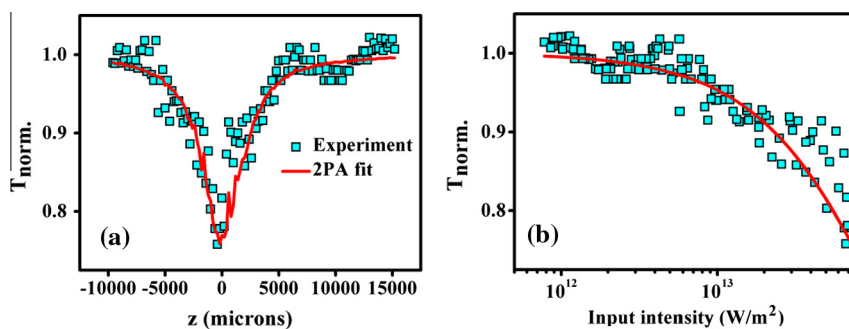 1.0
0.9
0.8
T norm.
Experiment
2PA fit
(a)
-10000 -5000 0 5000 10000 15000
z (microns)
1.0
0.9
0.8
T norm.
(b)
10^12 10^13
Input intensity (W/m^2)